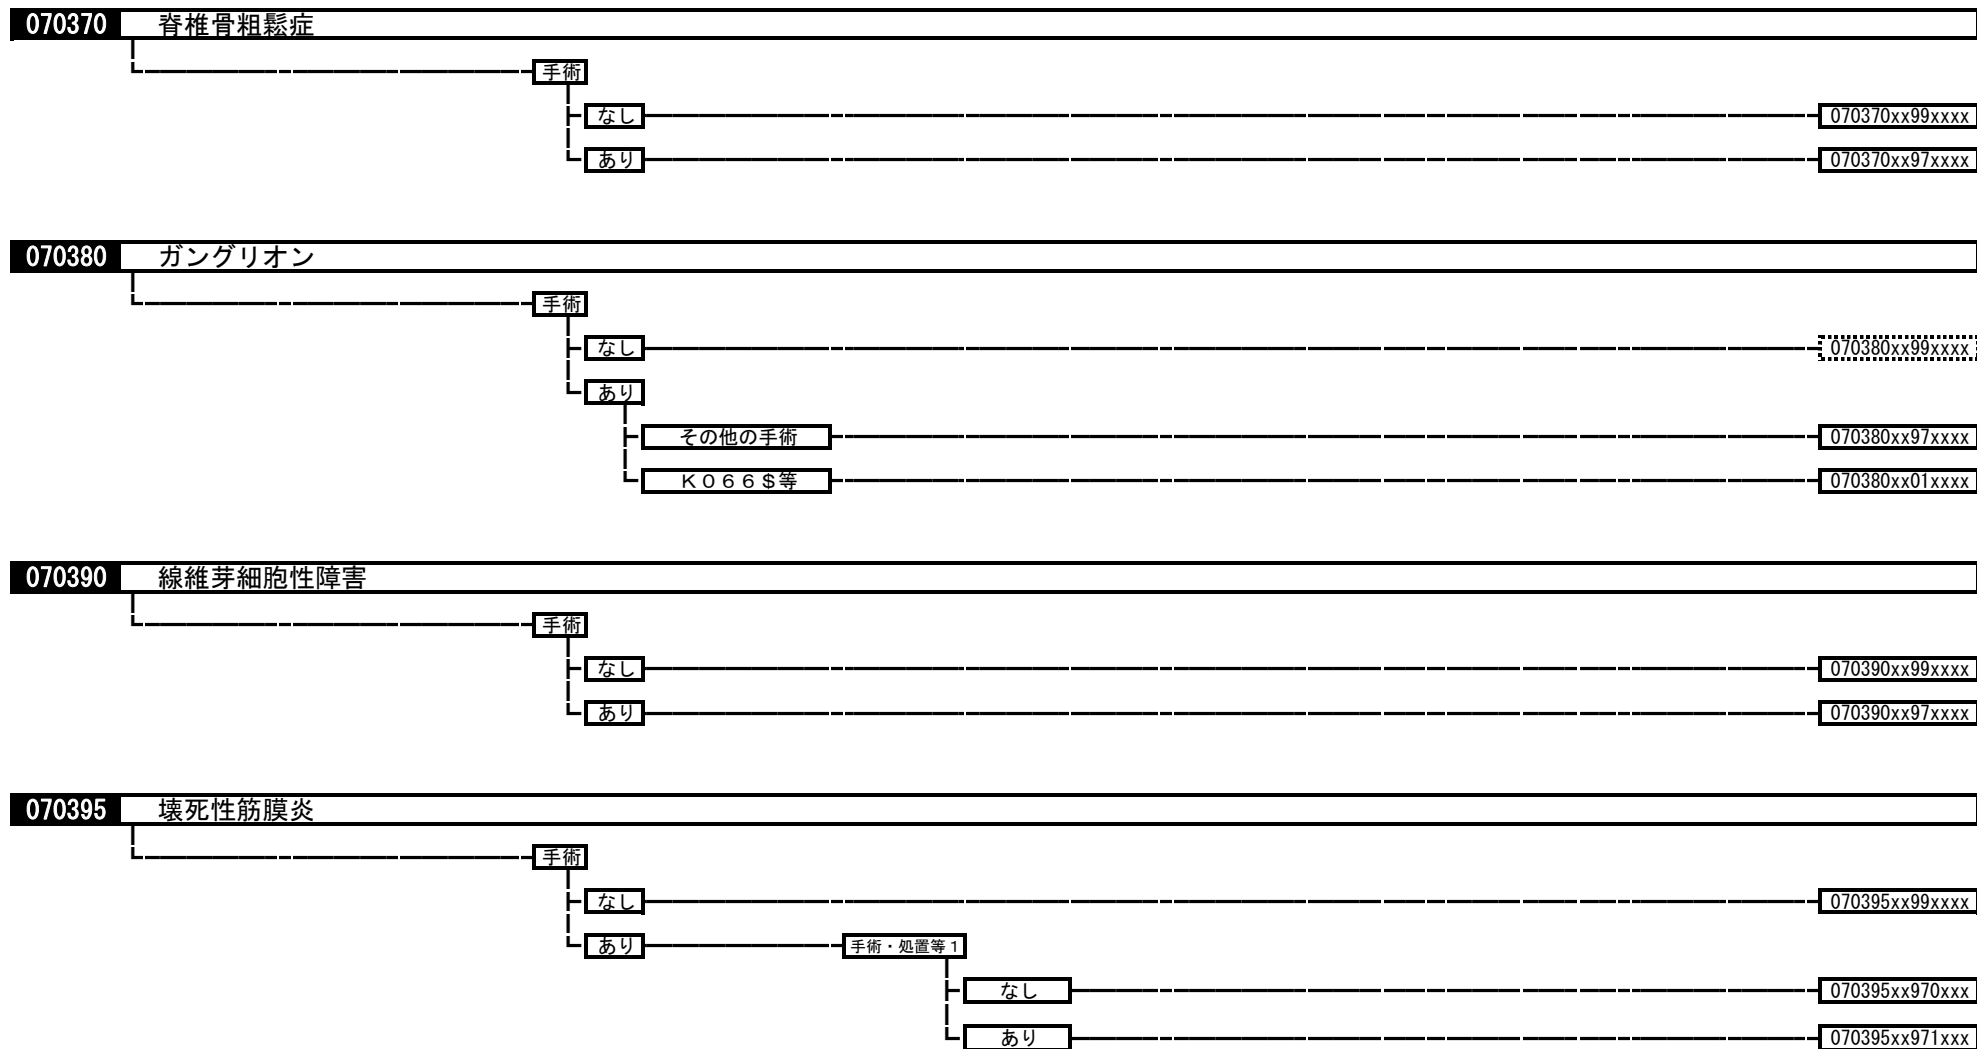 070370 脊椎骨粗鬆症
手術
なし 070370xx99xxxx
あり 070370xx97xxxx
070380 ガングリオン
手術
なし 070380xx99xxxx
あり
その他の手術 070380xx97xxxx
K066$等 070380xx01xxxx
070390 線維芽細胞性障害
手術
なし 070390xx99xxxx
あり 070390xx97xxxx
070395 壊死性筋膜炎
手術
なし 070395xx99xxxx
あり 手術・処置等1
なし 070395xx970xxx
あり 070395xx971xxx